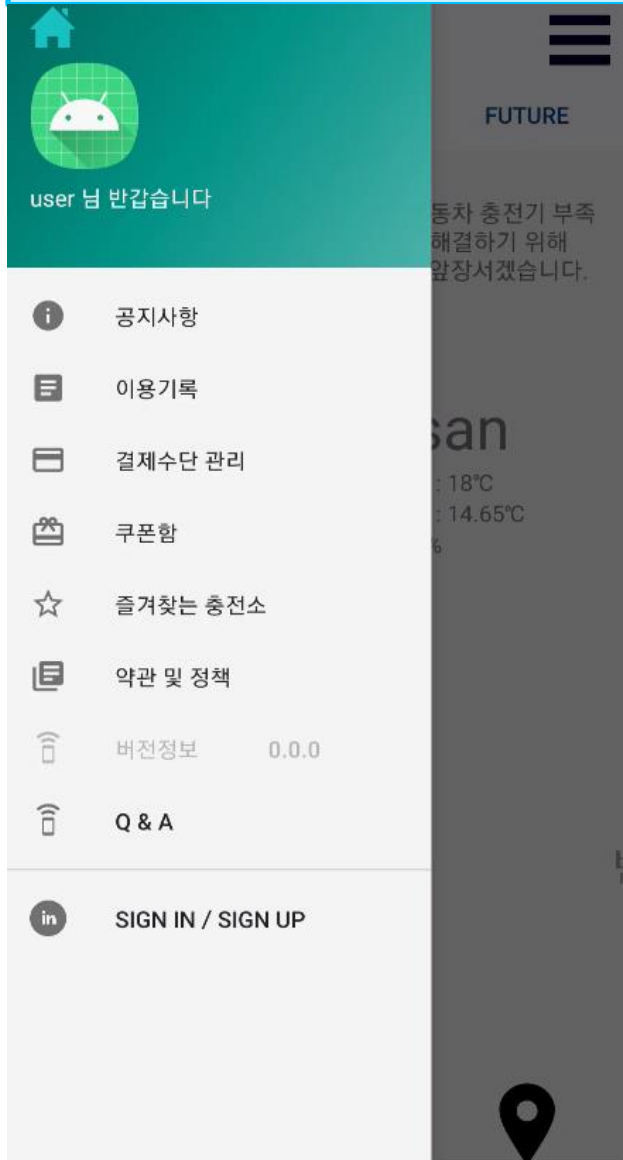 FUTURE
user 님 반갑습니다
동차 충전기 부족
해결하기 위해
앞장서겠습니다.
공지사항
이용기록
결제수단 관리
san
: 18℃
쿠폰함
: 14.65℃
%
즐겨찾는 충전소
약관 및 정책
버전정보 0.0.0
Q & A
in
SIGN IN / SIGN UP